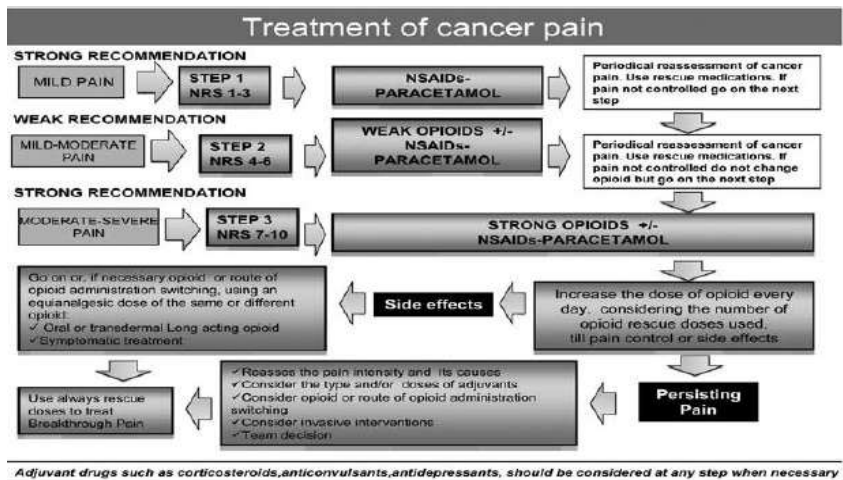 Treatment of cancer pain
STRONG RECOMMENDATION
MILD PAIN
STEP 1
NRS 1-3
NSAIDs-
PARACETAMOL
Periodical reassessment of cancer
pain. Use rescue medications. If
pain not controlled go on the next
step
WEAK RECOMMENDATION
MILD-MODERATE
PAIN
STEP 2
NRS 4-6
WEAK OPIOIDS +/-
NSAIDs-
PARACETAMOL
Periodical reassessment of cancer
pain. Use rescue medications. If
pain not controlled do not change
opioid but go on the next step
STRONG RECOMMENDATION
MODERATE-SEVERE
PAIN
STEP 3
NRS 7-10
STRONG OPIOIDS +/-
NSAIDs-PARACETAMOL
Increase the dose of opioid every
day, considering the number of
opioid rescue doses used,
till pain control or side effects
Side effects
Go on or, if necessary opioid or route of
opioid administration switching, using an
equianalgesic dose of the same or different
opioid:
✓ Oral or transdermal Long acting opioid
✓ Symptomatic treatment
Persisting
Pain
✓ Reassess the pain intensity and its causes
✓ Consider the type and/or doses of adjuvants
✓ Consider opioid or route of opioid administration
switching
✓ Consider invasive interventions
✓ Team decision
Use always rescue
doses to treat
Breakthrough Pain
Adjuvant drugs such as corticosteroids,anticonvulsants,antidepressants, should be considered at any step when necessary